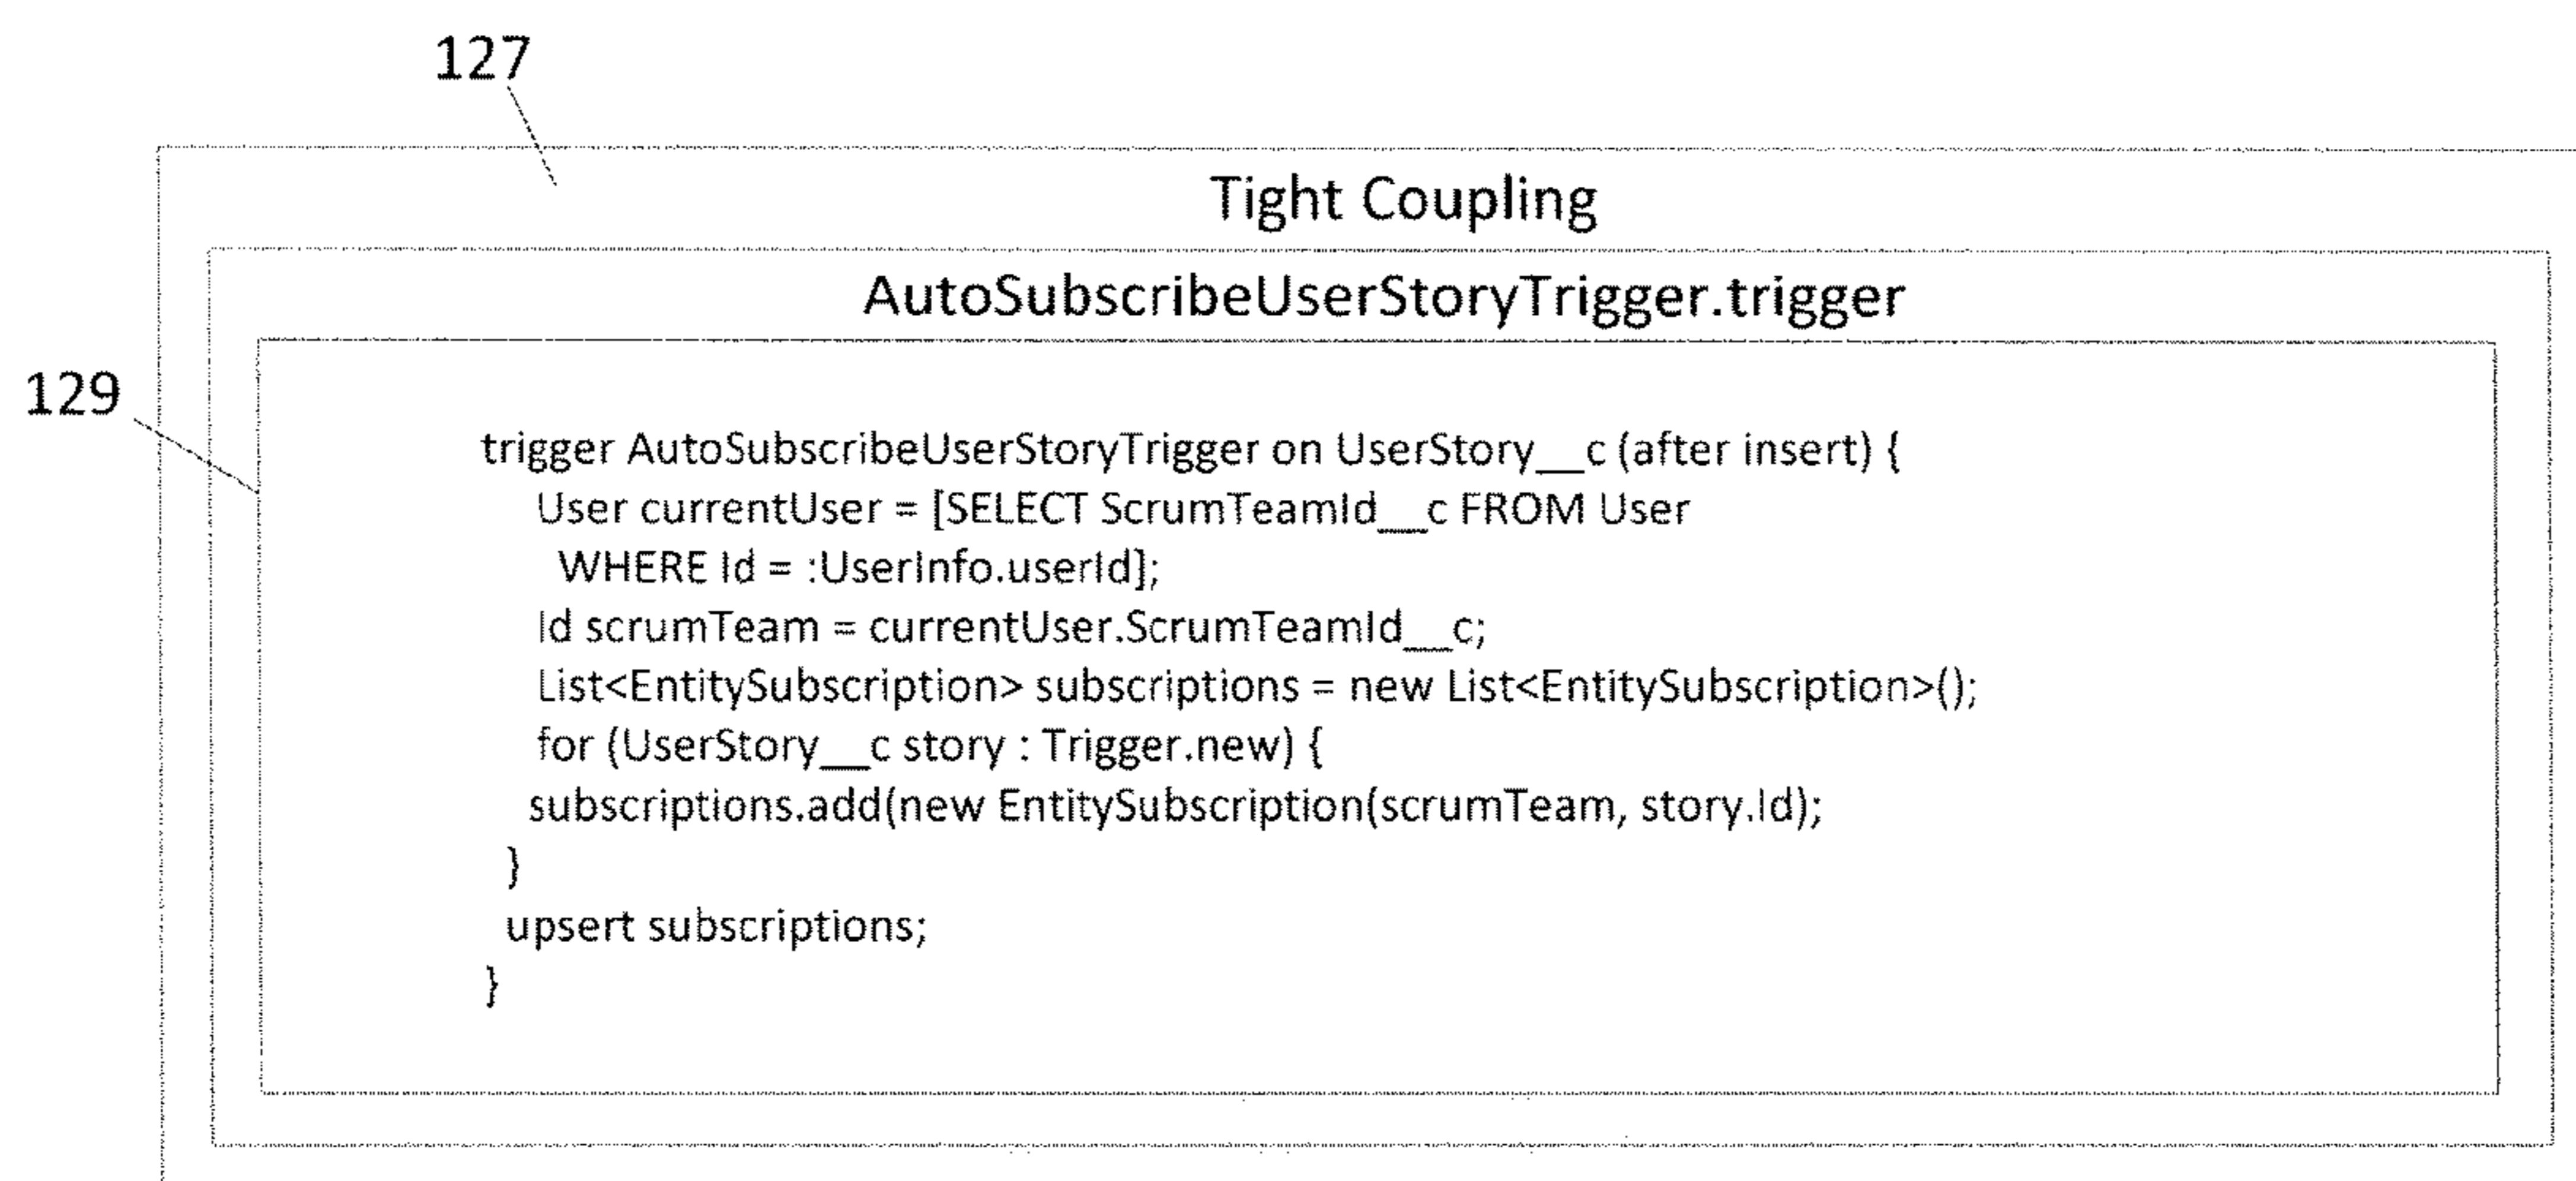 127
Tight Coupling
AutoSubscribeUserStoryTrigger.trigger
129
trigger AutoSubscribeUserStoryTrigger on UserStory__c (after insert) {
User currentUser = [SELECT ScrumTeamId__c FROM User
WHERE Id = :UserInfo.userId];
Id scrumTeam = currentUser.ScrumTeamId__c;
List<EntitySubscription> subscriptions = new List<EntitySubscription>();
for (UserStory__c story : Trigger.new) {
subscriptions.add(new EntitySubscription(scrumTeam, story.Id);
}
upsert subscriptions;
}